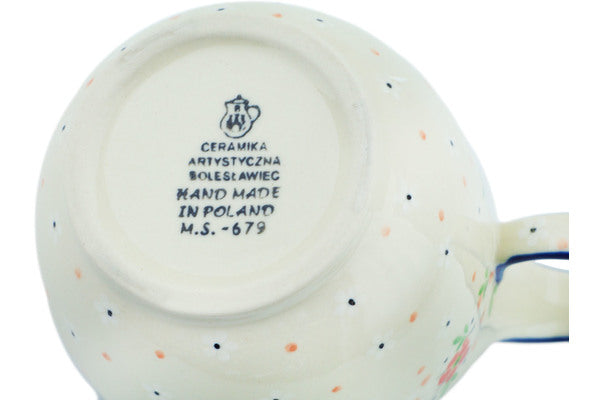 CERAMIKA
ARTYSTYCZNA
BOLESŁAWIEC
HAND MADE
IN POLAND
M.S. -679